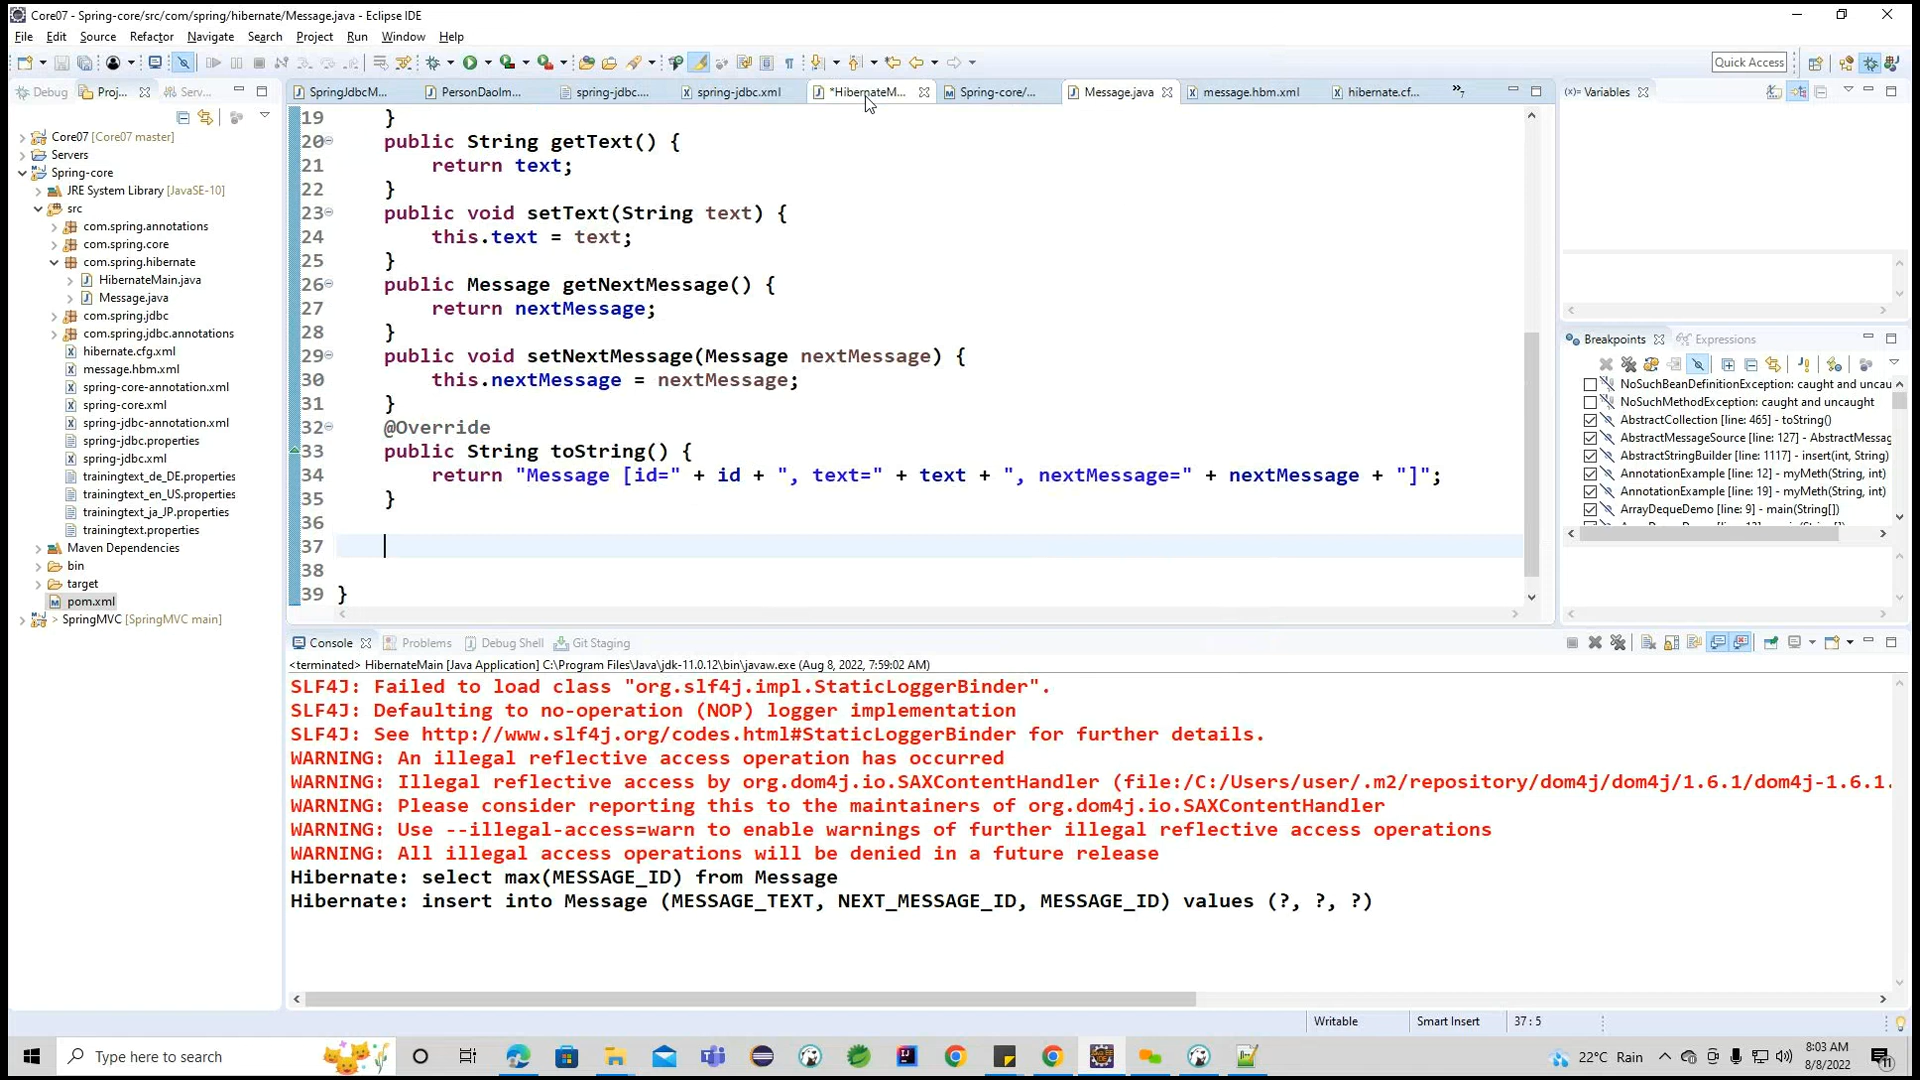 Core07 - Spring-core/src/com/spring/hibernate/Message.java - Eclipse IDE
File Edit Source Refactor Navigate Search Project Run Window Help
Quick Access
Debug Proj... Serv...
SpringJdbcM... PersonDaoIm... spring-jdbc.... spring-jdbc.xml *HibernateM... Spring-core/... Message.java message.hbm.xml hibernate.cf... »7
Variables
Core07 [Core07 master]
Servers
Spring-core
JRE System Library [JavaSE-10]
src
com.spring.annotations
com.spring.core
com.spring.hibernate
HibernateMain.java
Message.java
com.spring.jdbc
com.spring.jdbc.annotations
hibernate.cfg.xml
message.hbm.xml
spring-core-annotation.xml
spring-core.xml
spring-jdbc-annotation.xml
spring-jdbc.properties
spring-jdbc.xml
trainingtext_de_DE.properties
trainingtext_en_US.properties
trainingtext_ja_JP.properties
trainingtext.properties
Maven Dependencies
bin
target
pom.xml
> SpringMVC [SpringMVC main]
19 }
20 public String getText() {
21 return text;
22 }
23 public void setText(String text) {
24 this.text = text;
25 }
26 public Message getNextMessage() {
27 return nextMessage;
28 }
29 public void setNextMessage(Message nextMessage) {
30 this.nextMessage = nextMessage;
31 }
32 @Override
33 public String toString() {
34 return "Message [id=" + id + ", text=" + text + ", nextMessage=" + nextMessage + "]";
35 }
36
37
38
39 }
Breakpoints Expressions
NoSuchBeanDefinitionException: caught and uncau
NoSuchMethodException: caught and uncaught
AbstractCollection [line: 465] - toString()
AbstractMessageSource [line: 127] - AbstractMessag
AbstractStringBuilder [line: 1117] - insert(int, String)
AnnotationExample [line: 12] - myMeth(String, int)
AnnotationExample [line: 19] - myMeth(String, int)
ArrayDequeDemo [line: 9] - main(String[])
Console Problems Debug Shell Git Staging
<terminated> HibernateMain [Java Application] C:\Program Files\Java\jdk-11.0.12\bin\javaw.exe (Aug 8, 2022, 7:59:02 AM)
SLF4J: Failed to load class "org.slf4j.impl.StaticLoggerBinder".
SLF4J: Defaulting to no-operation (NOP) logger implementation
SLF4J: See http://www.slf4j.org/codes.html#StaticLoggerBinder for further details.
WARNING: An illegal reflective access operation has occurred
WARNING: Illegal reflective access by org.dom4j.io.SAXContentHandler (file:/C:/Users/user/.m2/repository/dom4j/dom4j/1.6.1/dom4j-1.6.1.
WARNING: Please consider reporting this to the maintainers of org.dom4j.io.SAXContentHandler
WARNING: Use --illegal-access=warn to enable warnings of further illegal reflective access operations
WARNING: All illegal access operations will be denied in a future release
Hibernate: select max(MESSAGE_ID) from Message
Hibernate: insert into Message (MESSAGE_TEXT, NEXT_MESSAGE_ID, MESSAGE_ID) values (?, ?, ?)
Writable Smart Insert 37 : 5
Type here to search
22°C Rain
8:03 AM
8/8/2022